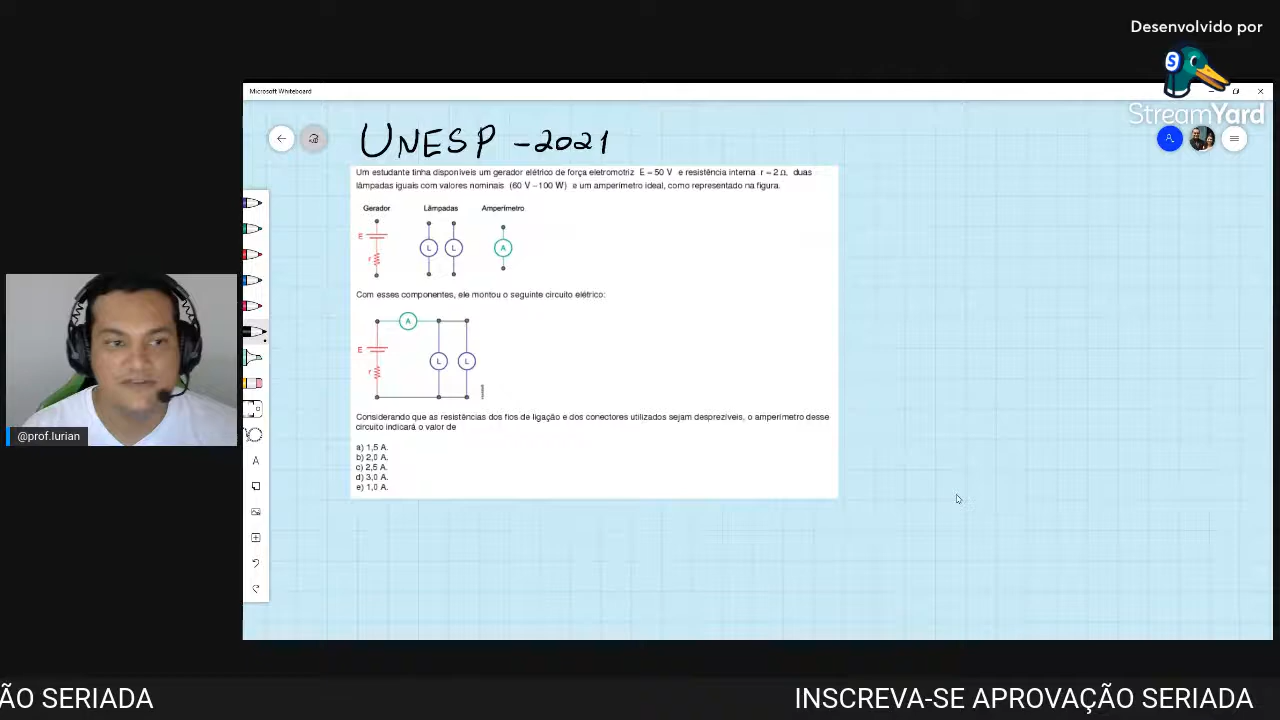 Desenvolvido por
S
StreamYard
Microsoft Whiteboard
UNESP - 2021
Um estudante tinha disponíveis um gerador elétrico de força eletromotriz E = 50 V e resistência interna r = 2 Ω, duas
lâmpadas iguais com valores nominais (60 V – 100 W) e um amperímetro ideal, como representado na figura.
Gerador Lâmpadas Amperímetro
E
r
L L A
Com esses componentes, ele montou o seguinte circuito elétrico:
A
E
r
L L
Considerando que as resistências dos fios de ligação e dos conectores utilizados sejam desprezíveis, o amperímetro desse
circuito indicará o valor de
a) 1,5 A.
b) 2,0 A.
c) 2,5 A.
d) 3,0 A.
e) 1,0 A.
@prof.lurian
A
ÃO SERIADA
INSCREVA-SE APROVAÇÃO SERIADA